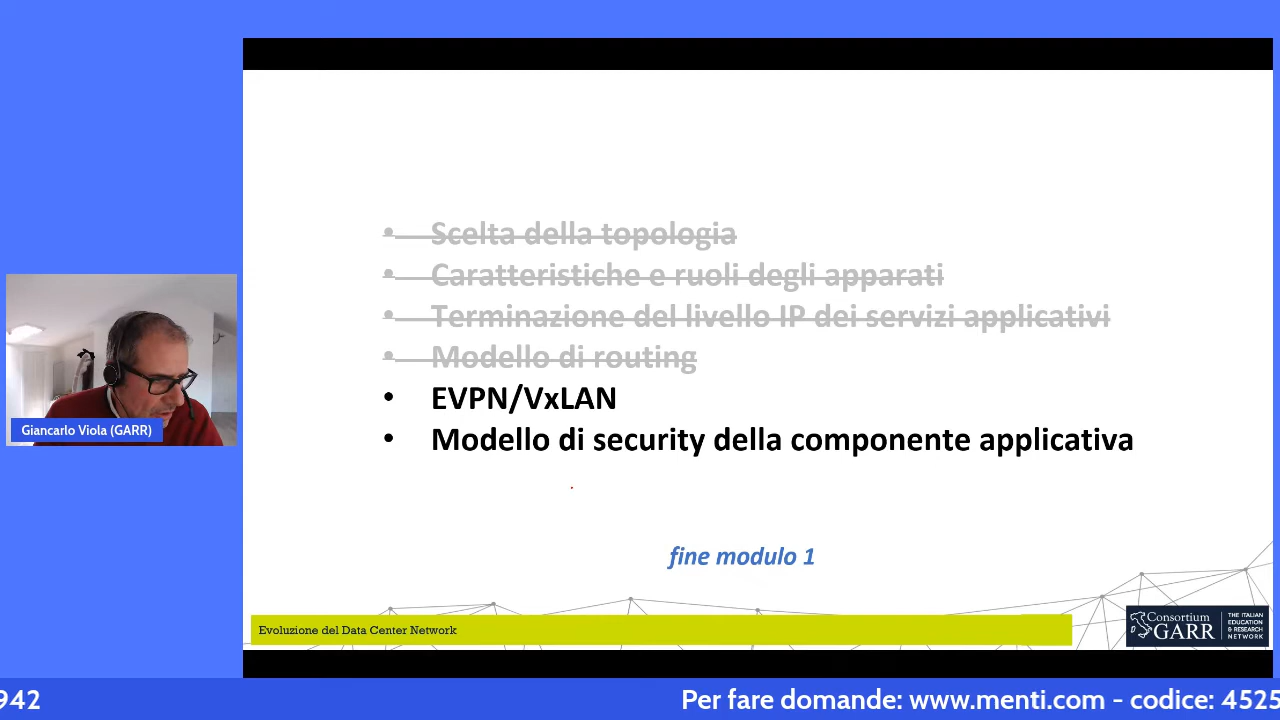 • Scelta della topologia
• Caratteristiche e ruoli degli apparati
• Terminazione del livello IP dei servizi applicativi
• Modello di routing
• EVPN/VxLAN
• Modello di security della componente applicativa
Giancarlo Viola (GARR)
fine modulo 1
Evoluzione del Data Center Network
Consortium
GARR
THE ITALIAN
EDUCATION
& RESEARCH
NETWORK
942
Per fare domande: www.menti.com - codice: 4525